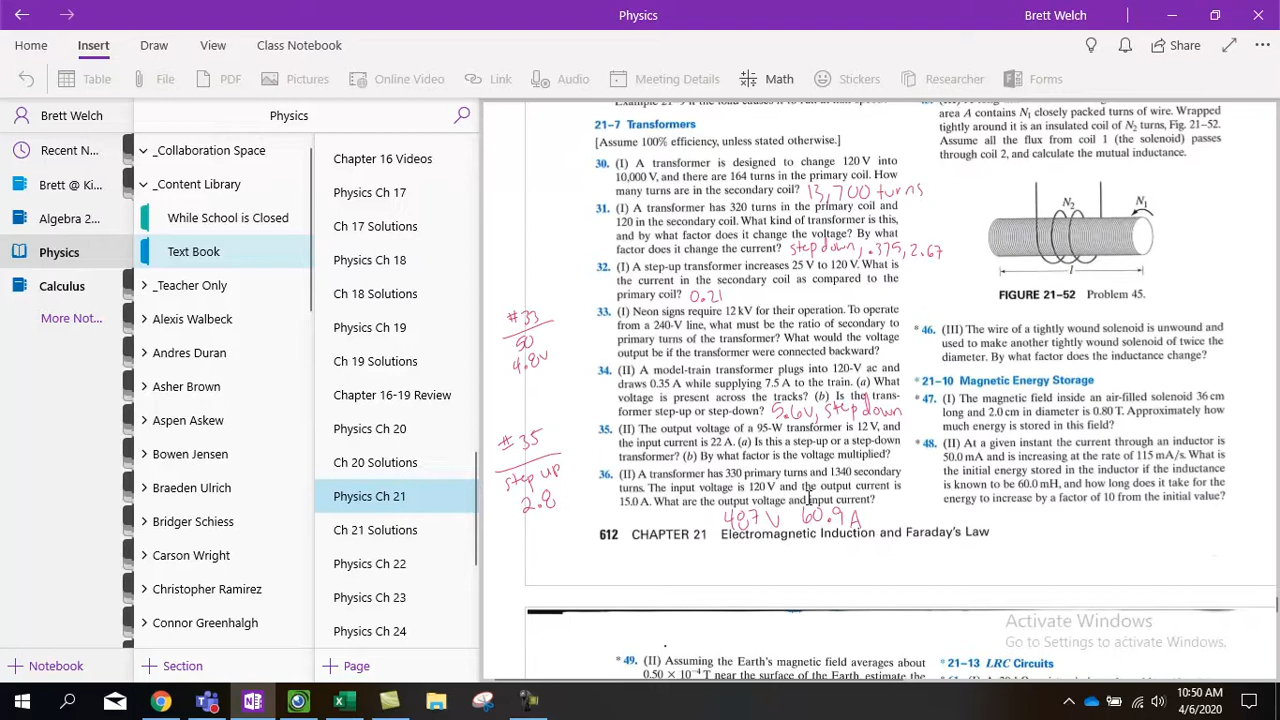 Physics
Brett Welch
Home
Insert
Draw
View
Class Notebook
Share
Table
File
PDF
Pictures
Online Video
Link
Audio
Meeting Details
Math
Stickers
Researcher
Forms
Brett Welch
Recent N...
Brett @ Ki...
Algebra 2...
Physics
Calculus
More Not...
Physics
_Collaboration Space
_Content Library
While School is Closed
Text Book
_Teacher Only
Alexis Walbeck
Andres Duran
Asher Brown
Aspen Askew
Bowen Jensen
Braeden Ulrich
Bridger Schiess
Carson Wright
Christopher Ramirez
Connor Greenhalgh
Chapter 16 Videos
Physics Ch 17
Ch 17 Solutions
Physics Ch 18
Ch 18 Solutions
Physics Ch 19
Ch 19 Solutions
Chapter 16-19 Review
Physics Ch 20
Ch 20 Solutions
Physics Ch 21
Ch 21 Solutions
Physics Ch 22
Physics Ch 23
Physics Ch 24
Notebook
Section
Page
21–7 Transformers
[Assume 100% efficiency, unless stated otherwise.]
30. (I) A transformer is designed to change 120 V into
10,000 V, and there are 164 turns in the primary coil. How
many turns are in the secondary coil? 13,700 turns
31. (I) A transformer has 320 turns in the primary coil and
120 in the secondary coil. What kind of transformer is this,
and by what factor does it change the voltage? By what
factor does it change the current? step down, .375, 2.67
32. (I) A step-up transformer increases 25 V to 120 V. What is
the current in the secondary coil as compared to the
primary coil? 0.21
33. (I) Neon signs require 12 kV for their operation. To operate
from a 240-V line, what must be the ratio of secondary to
primary turns of the transformer? What would the voltage
output be if the transformer were connected backward?
#33
50
4.8V
34. (II) A model-train transformer plugs into 120-V ac and
draws 0.35 A while supplying 7.5 A to the train. (a) What
voltage is present across the tracks? (b) Is the trans-
former step-up or step-down? 5.6V, step down
35. (II) The output voltage of a 95-W transformer is 12 V, and
the input current is 22 A. (a) Is this a step-up or a step-down
transformer? (b) By what factor is the voltage multiplied?
#35
step up
2.8
36. (II) A transformer has 330 primary turns and 1340 secondary
turns. The input voltage is 120 V and the output current is
15.0 A. What are the output voltage and input current?
487 V 60.9 A
612 CHAPTER 21 Electromagnetic Induction and Faraday's Law
area A contains N1 closely packed turns of wire. Wrapped
tightly around it is an insulated coil of N2 turns, Fig. 21–52.
Assume all the flux from coil 1 (the solenoid) passes
through coil 2, and calculate the mutual inductance.
N2
N1
l
FIGURE 21–52 Problem 45.
*46. (III) The wire of a tightly wound solenoid is unwound and
used to make another tightly wound solenoid of twice the
diameter. By what factor does the inductance change?
*21–10 Magnetic Energy Storage
*47. (I) The magnetic field inside an air-filled solenoid 36 cm
long and 2.0 cm in diameter is 0.80 T. Approximately how
much energy is stored in this field?
*48. (II) At a given instant the current through an inductor is
50.0 mA and is increasing at the rate of 115 mA/s. What is
the initial energy stored in the inductor if the inductance
is known to be 60.0 mH, and how long does it take for the
energy to increase by a factor of 10 from the initial value?
*49. (II) Assuming the Earth's magnetic field averages about
0.50 × 10⁻⁴ T near the surface of the Earth, estimate the
*21–13 LRC Circuits
Activate Windows
Go to Settings to activate Windows.
10:50 AM
4/6/2020